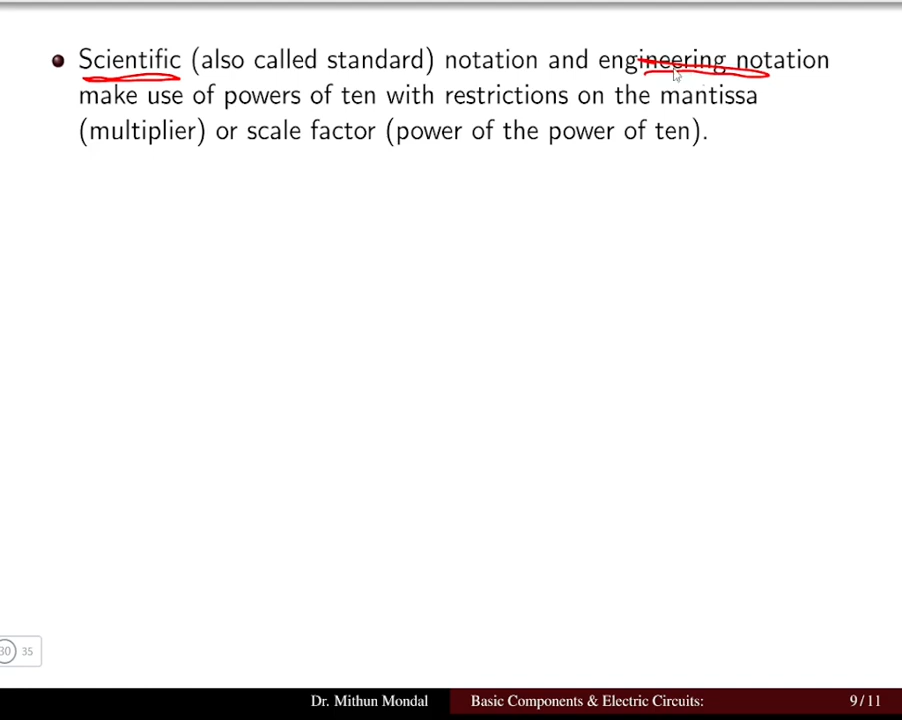 Scientific (also called standard) notation and engineering notation
make use of powers of ten with restrictions on the mantissa
(multiplier) or scale factor (power of the power of ten).
30 35
Dr. Mithun Mondal Basic Components & Electric Circuits: 9/11